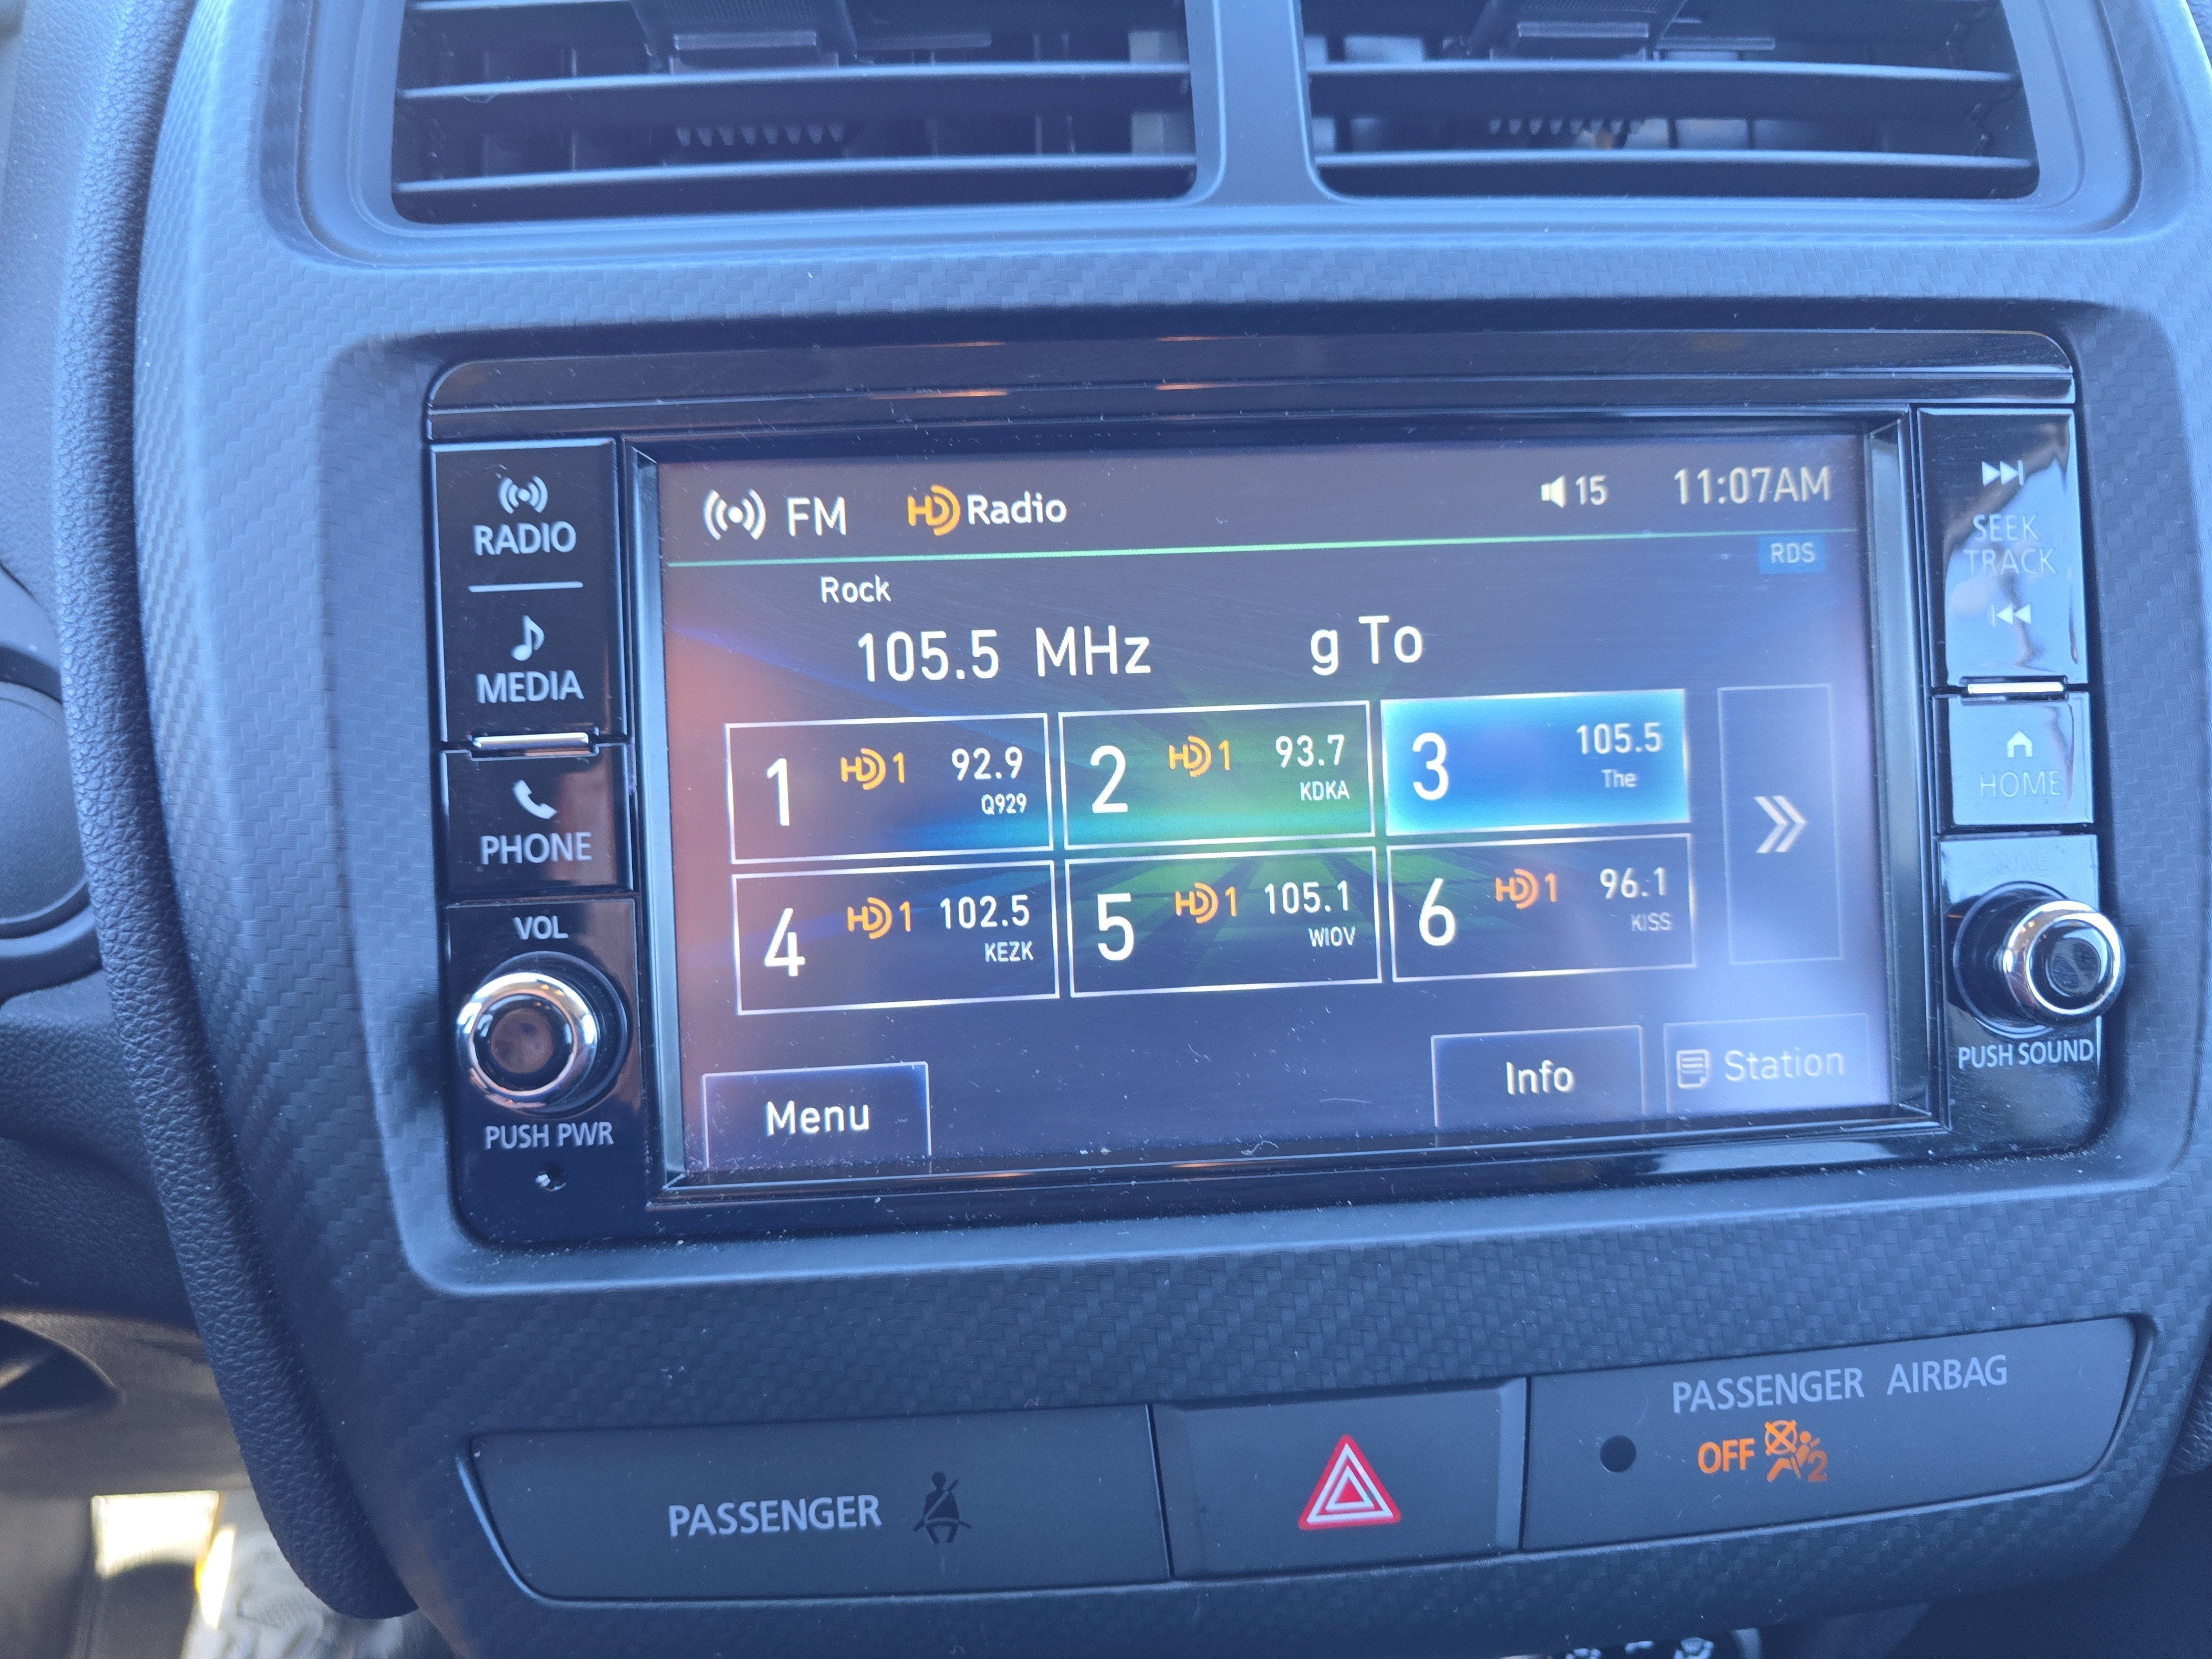 RADIO
MEDIA
PHONE
VOL
PUSH PWR
FM HD Radio 15 11:07AM
RDS
Rock
105.5 MHz g To
1 HD1 92.9
Q929
2 HD1 93.7
KDKA
3 105.5
The
4 HD1 102.5
KEZK
5 HD1 105.1
WIOV
6 HD1 96.1
KISS
Menu
Info
Station
SEEK
TRACK
HOME
TUNE
PUSH SOUND
PASSENGER
PASSENGER AIRBAG
OFF 2